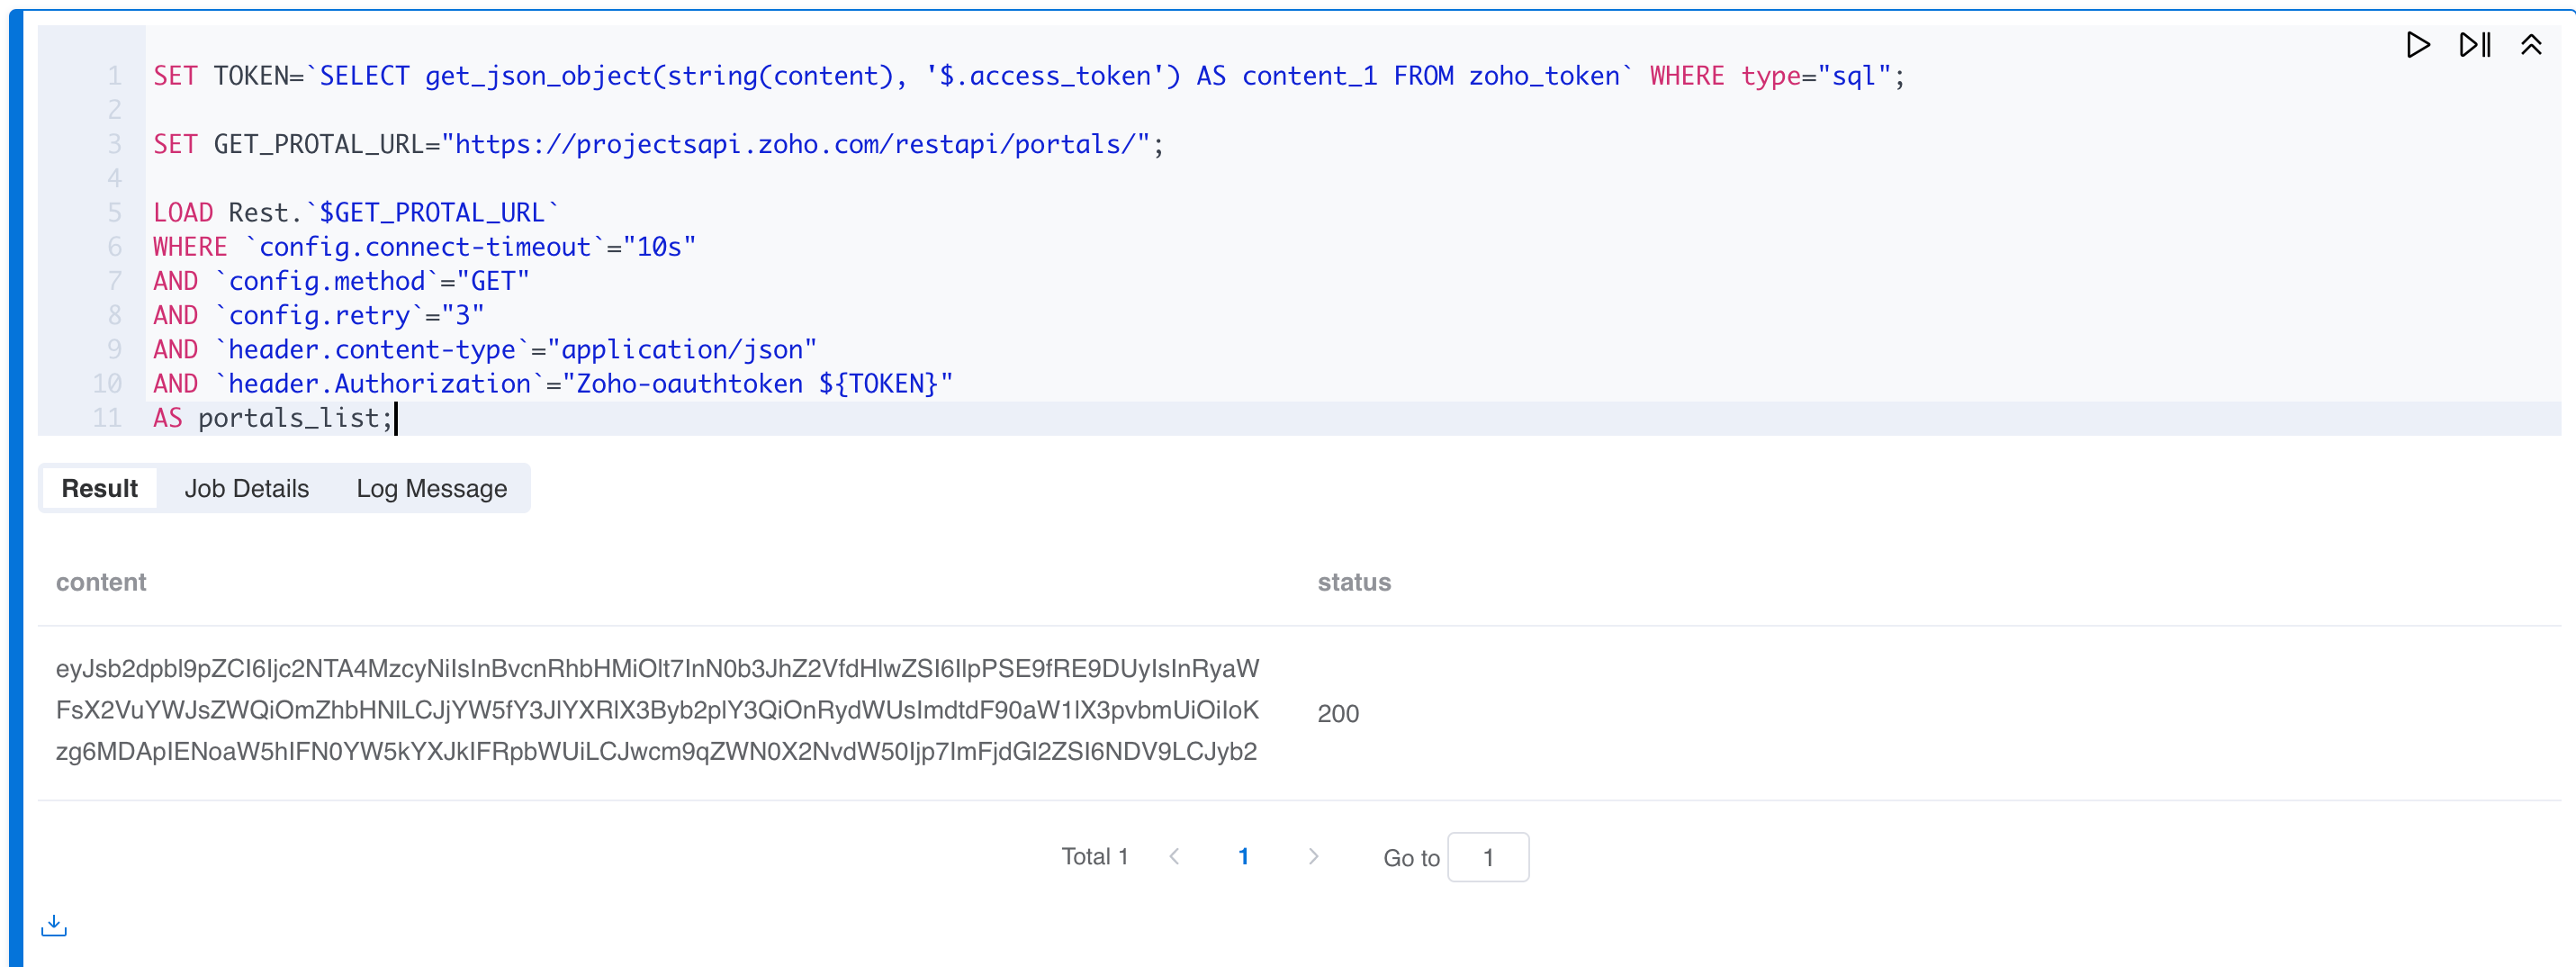 1 SET TOKEN=`SELECT get_json_object(string(content), '$.access_token') AS content_1 FROM zoho_token` WHERE type="sql";
2
3 SET GET_PROTAL_URL="https://projectsapi.zoho.com/restapi/portals/";
4
5 LOAD Rest.`$GET_PROTAL_URL`
6 WHERE `config.connect-timeout`="10s"
7 AND `config.method`="GET"
8 AND `config.retry`="3"
9 AND `header.content-type`="application/json"
10 AND `header.Authorization`="Zoho-oauthtoken ${TOKEN}"
11 AS portals_list;
Result Job Details Log Message
content status
eyJsb2dpbl9pZCI6Ijc2NTA4MzcyNiIsInBvcnRhbHMiOlt7InN0b3JhZ2VfdHlwZSI6IlpPSE9fRE9DUyIsInRyaW
FsX2VuYWJsZWQiOmZhbHNlLCJjYW5fY3JlYXRlX3Byb2plY3QiOnRydWUsImdtdF90aW1lX3pvbmUiOiIoK
zg6MDApIENoaW5hIFN0YW5kYXJkIFRpbWUiLCJwcm9qZWN0X2NvdW50Ijp7ImFjdGl2ZSI6NDV9LCJyb2
200
Total 1 1 Go to 1